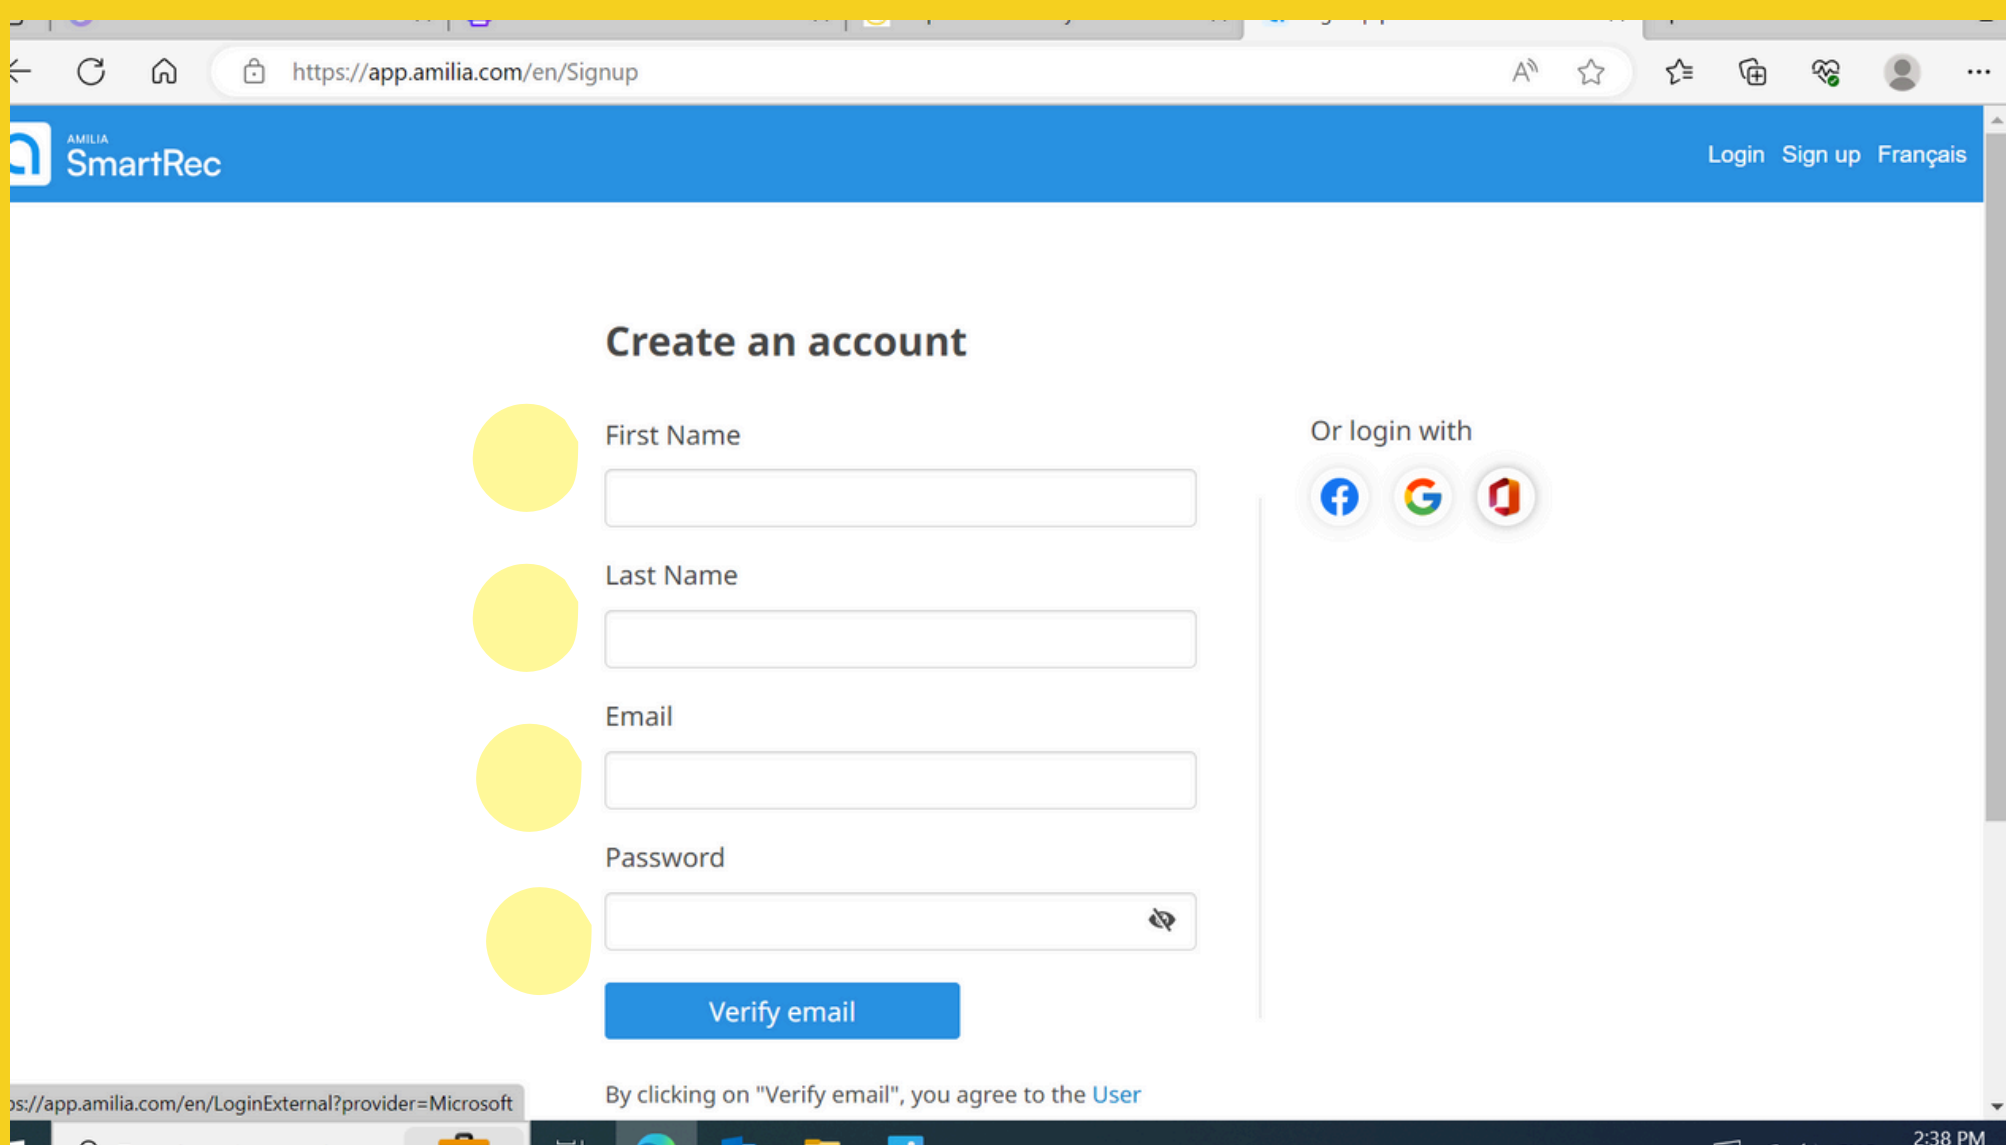 https://app.amilia.com/en/Signup
AMILIA
SmartRec
Login Sign up Français
Create an account
First Name
Or login with
Last Name
Email
Password
Verify email
By clicking on "Verify email", you agree to the User
ps://app.amilia.com/en/LoginExternal?provider=Microsoft
2:38 PM